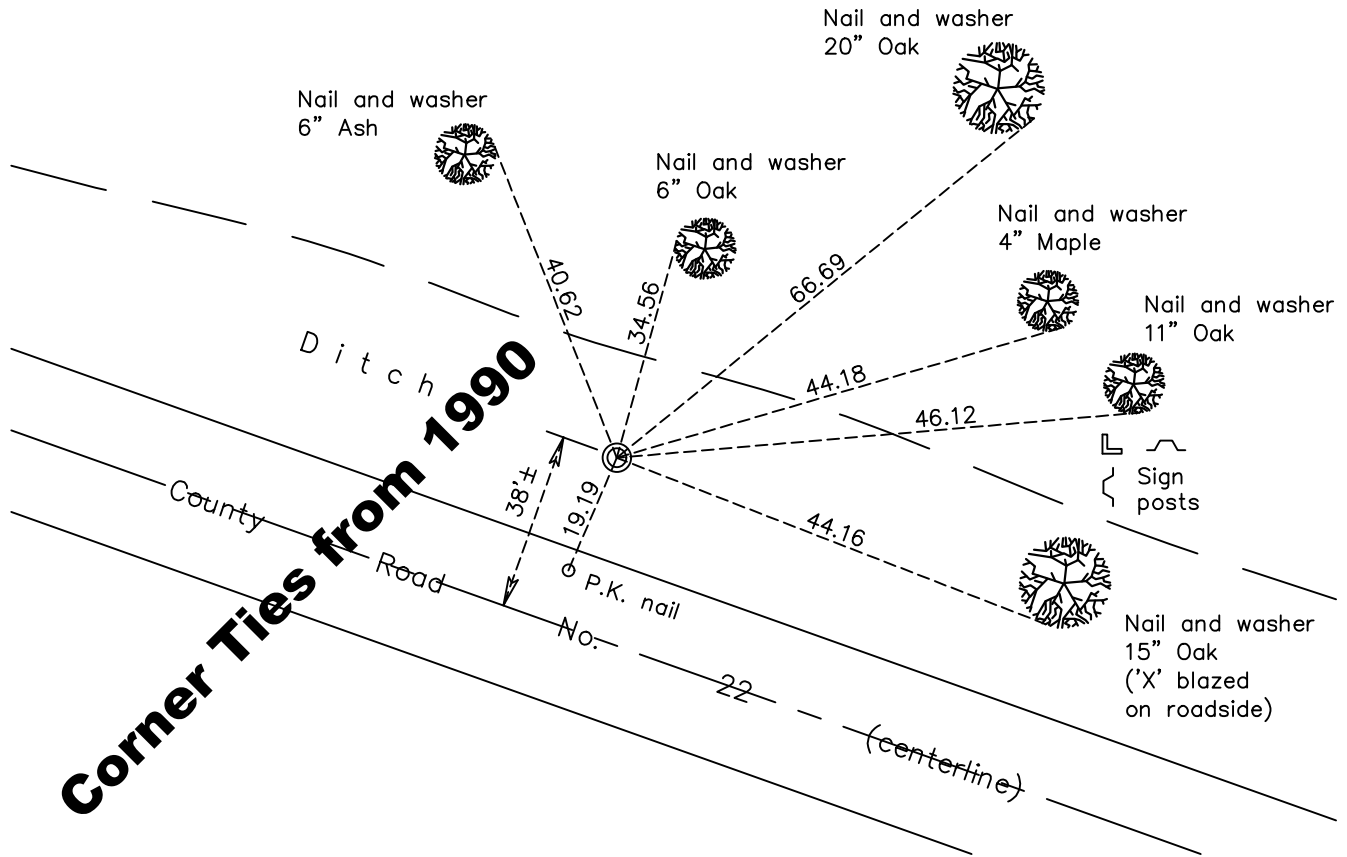 Nail and washer
20” Oak
Nail and washer
6” Ash
Nail and washer
6” Oak
Nail and washer
4” Maple
Nail and washer
11” Oak
40.62
34.56
66.69
44.18
46.12
44.16
38'±
19.19
Ditch
Sign
posts
P.K. nail
County Road No. 22 (centerline)
Nail and washer
15” Oak
('X' blazed
on roadside)
Corner Ties from 1990